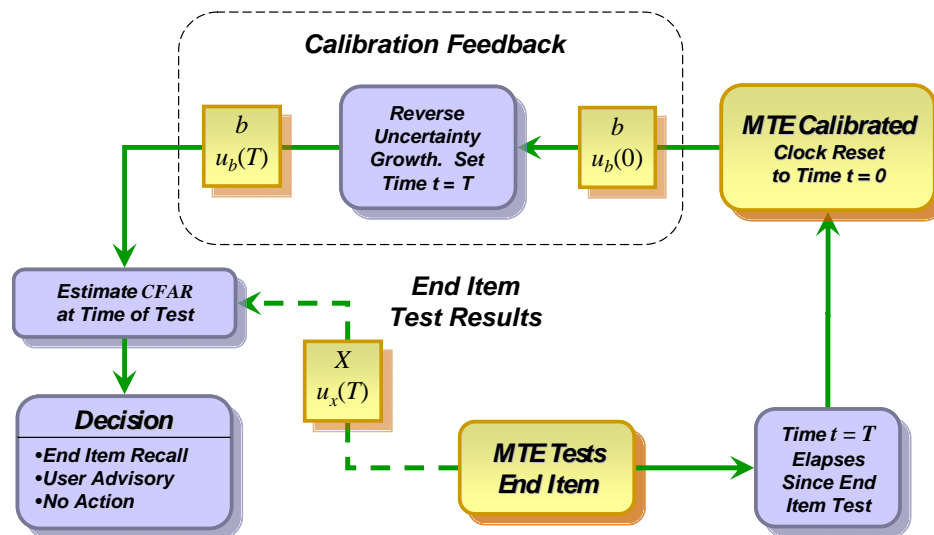 Calibration Feedback
b
u_b(T)
Reverse
Uncertainty
Growth. Set
Time t = T
b
u_b(0)
MTE Calibrated
Clock Reset
to Time t = 0
Estimate CFAR
at Time of Test
End Item
Test Results
X
u_x(T)
Decision
•End Item Recall
•User Advisory
•No Action
MTE Tests
End Item
Time t = T
Elapses
Since End
Item Test